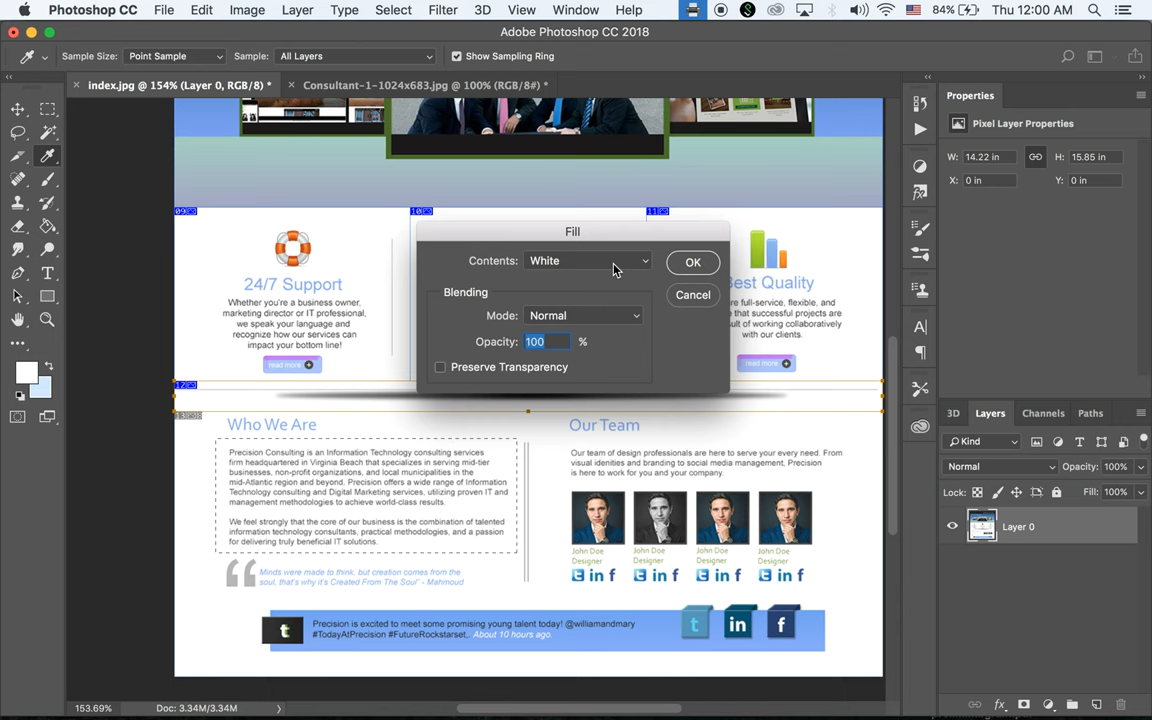 Photoshop CC File Edit Image Layer Type Select Filter 3D View Window Help 84% Thu 12:00 AM
Adobe Photoshop CC 2018
Sample Size: Point Sample Sample: All Layers Show Sampling Ring
index.jpg @ 154% (Layer 0, RGB/8) * Consultant-1-1024x683.jpg @ 100% (RGB/8#) *
Properties
Pixel Layer Properties
W: 14.22 in H: 15.85 in
X: 0 in Y: 0 in
09 10 11
Fill
Contents: White OK
Blending Cancel
Mode: Normal
Opacity: 100 %
Preserve Transparency
24/7 Support
Whether you're a business owner,
marketing director or IT professional,
we speak your language and
recognize how our services can
impact your bottom line!
read more
Best Quality
re full-service, flexible, and
e that successful projects are
sult of working collaboratively
with our clients.
read more
12
13
Who We Are
Precision Consulting is an Information Technology consulting services
firm headquartered in Virginia Beach that specializes in serving mid-tier
businesses, non-profit organizations, and local municipalities in the
mid-Atlantic region and beyond. Precision offers a wide range of Information
Technology consulting and Digital Marketing services, utilizing proven IT and
management methodologies to achieve world-class results.
We feel strongly that the core of our business is the combination of talented
information technology consultants, practical methodologies, and a passion
for delivering truly beneficial IT solutions.
Minds were made to think, but creation comes from the
soul, that's why it's Created From The Soul" - Mahmoud
Our Team
Our team of design professionals are here to serve your every need. From
visual identities and branding to social media management, Precision
is here to work for you and your company.
John Doe John Doe John Doe John Doe
Designer Designer Designer Designer
Precision is excited to meet some promising young talent today! @williamandmary
#TodayAtPrecision #FutureRockstarset.. About 10 hours ago.
3D Layers Channels Paths
Kind
Normal Opacity: 100%
Lock: Fill: 100%
Layer 0
153.69% Doc: 3.34M/3.34M